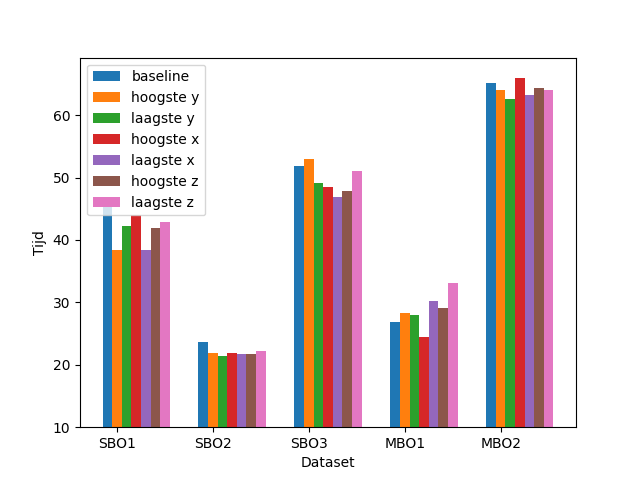 baseline
hoogste y
laagste y
hoogste x
laagste x
hoogste z
laagste z
60
50
40
30
20
10
Tijd
SBO1 SBO2 SBO3 MBO1 MBO2
Dataset